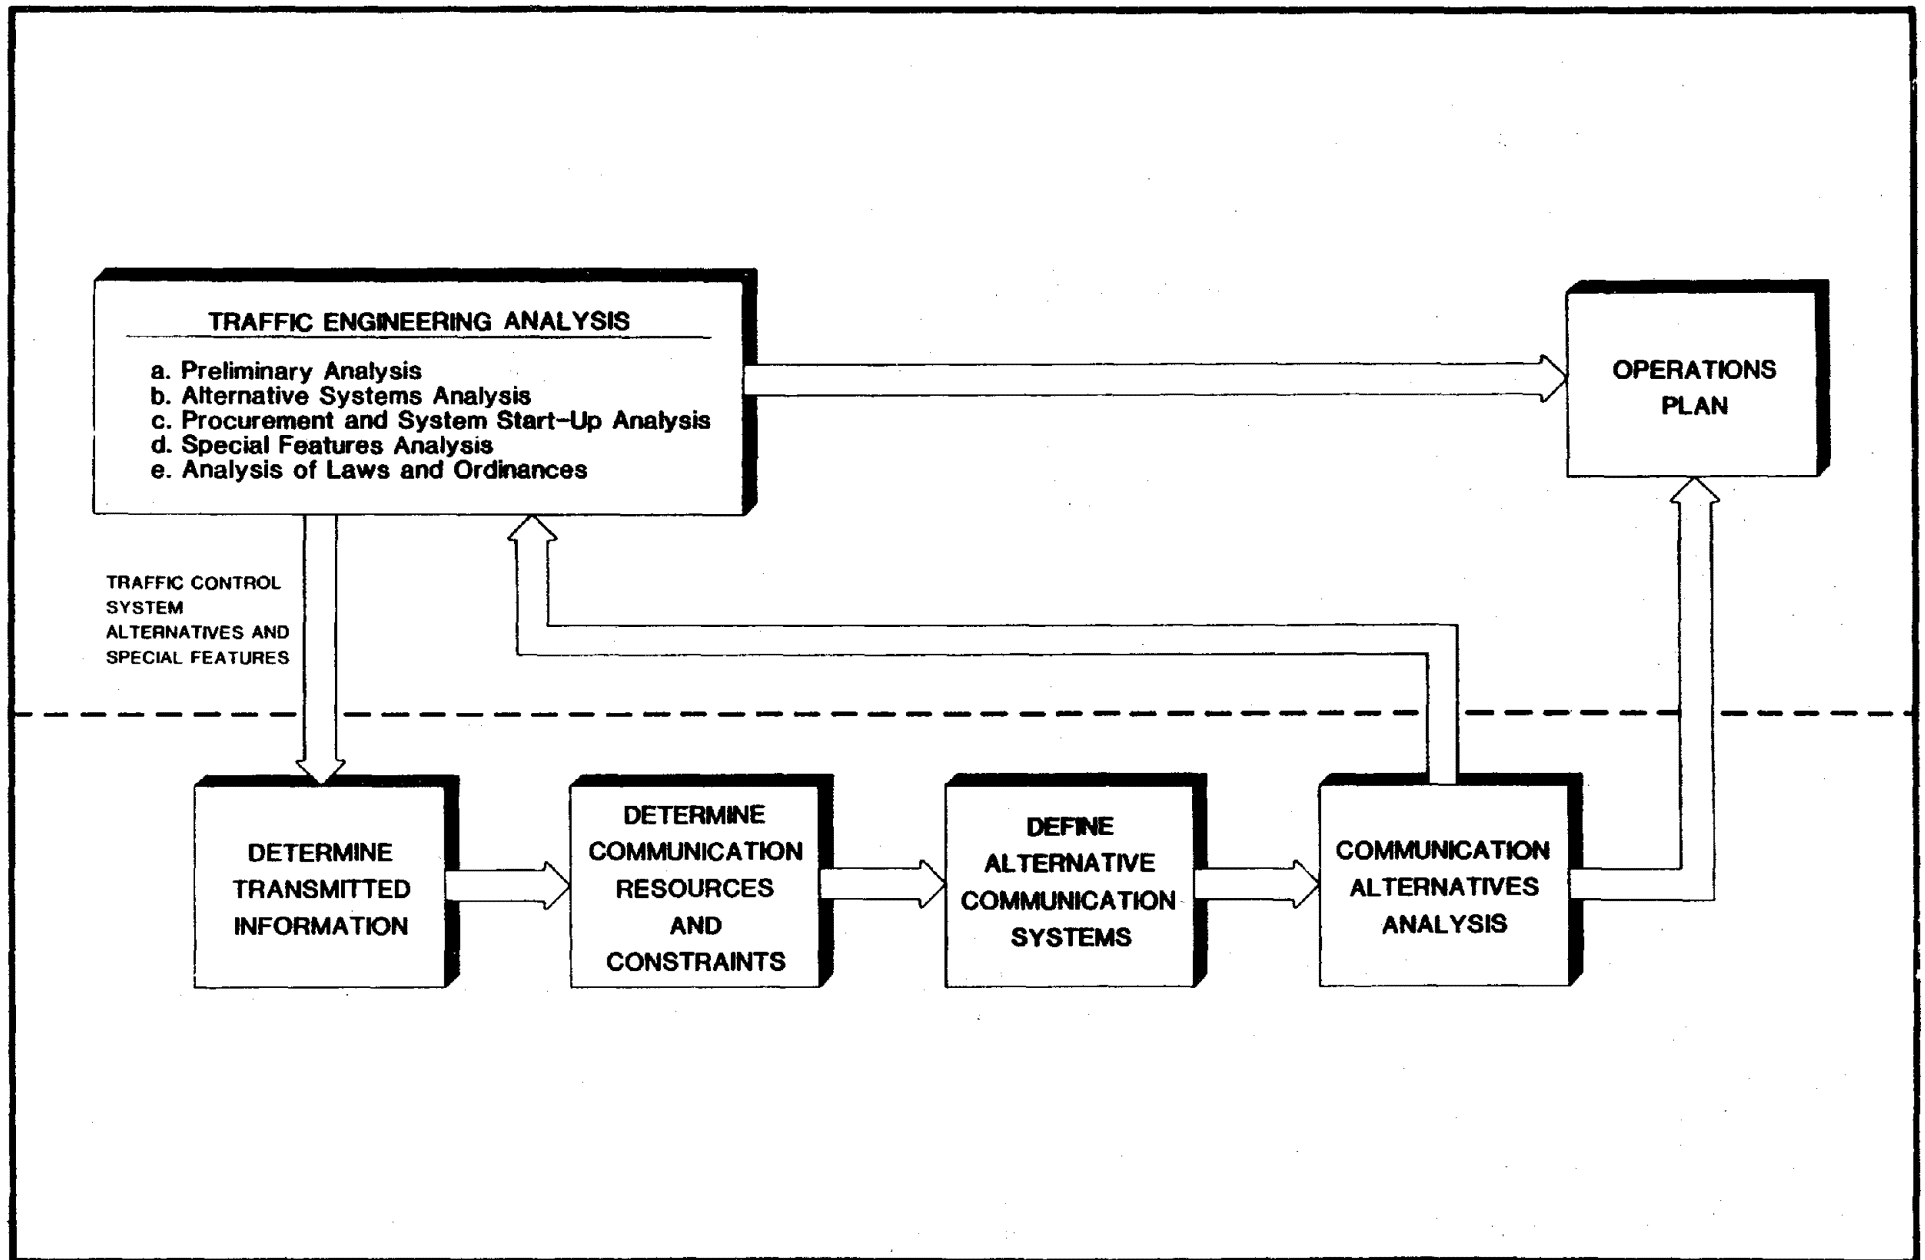 TRAFFIC ENGINEERING ANALYSIS
a. Preliminary Analysis
b. Alternative Systems Analysis
c. Procurement and System Start-Up Analysis
d. Special Features Analysis
e. Analysis of Laws and Ordinances
OPERATIONS
PLAN
TRAFFIC CONTROL
SYSTEM
ALTERNATIVES AND
SPECIAL FEATURES
DETERMINE
TRANSMITTED
INFORMATION
DETERMINE
COMMUNICATION
RESOURCES
AND
CONSTRAINTS
DEFINE
ALTERNATIVE
COMMUNICATION
SYSTEMS
COMMUNICATION
ALTERNATIVES
ANALYSIS